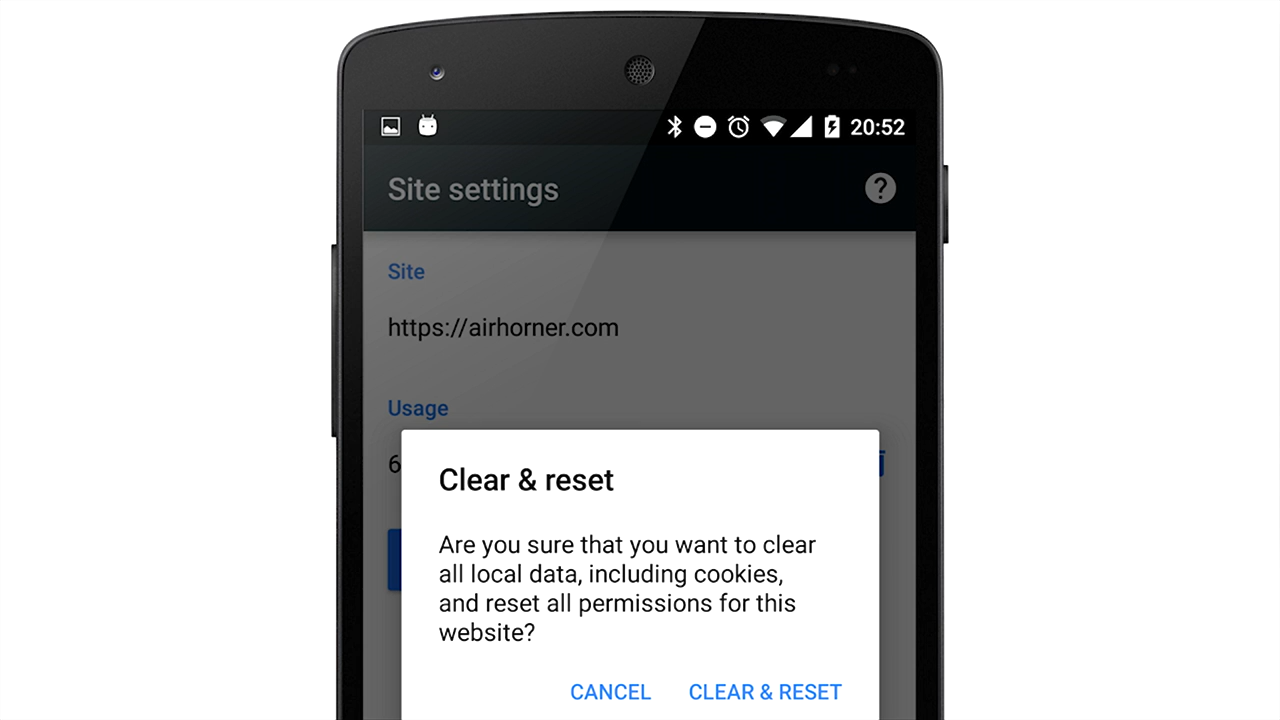 20:52
Site settings
Site
https://airhorner.com
Usage
6
Clear & reset
Are you sure that you want to clear
all local data, including cookies,
and reset all permissions for this
website?
CANCEL CLEAR & RESET